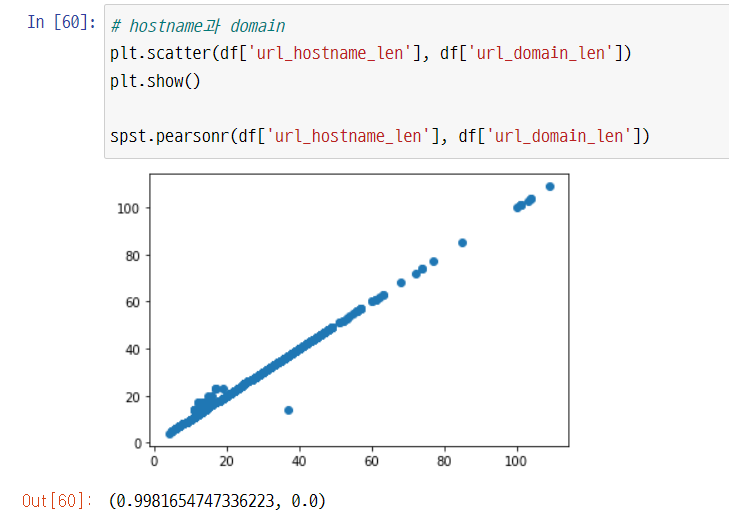 In [60]:
# hostname과 domain
plt.scatter(df['url_hostname_len'], df['url_domain_len'])
plt.show()
spst.pearsonr(df['url_hostname_len'], df['url_domain_len'])
100
80
60
40
20
0
0 20 40 60 80 100
Out[60]: (0.9981654747336223, 0.0)